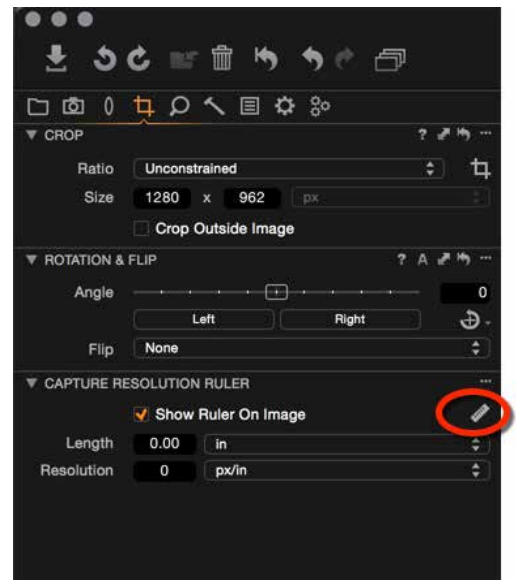 CROP ?
Ratio Unconstrained
Size 1280 x 962 px
Crop Outside Image
ROTATION & FLIP ? A
Angle 0
Left Right
Flip None
CAPTURE RESOLUTION RULER
Show Ruler On Image
Length 0.00 in
Resolution 0 px/in